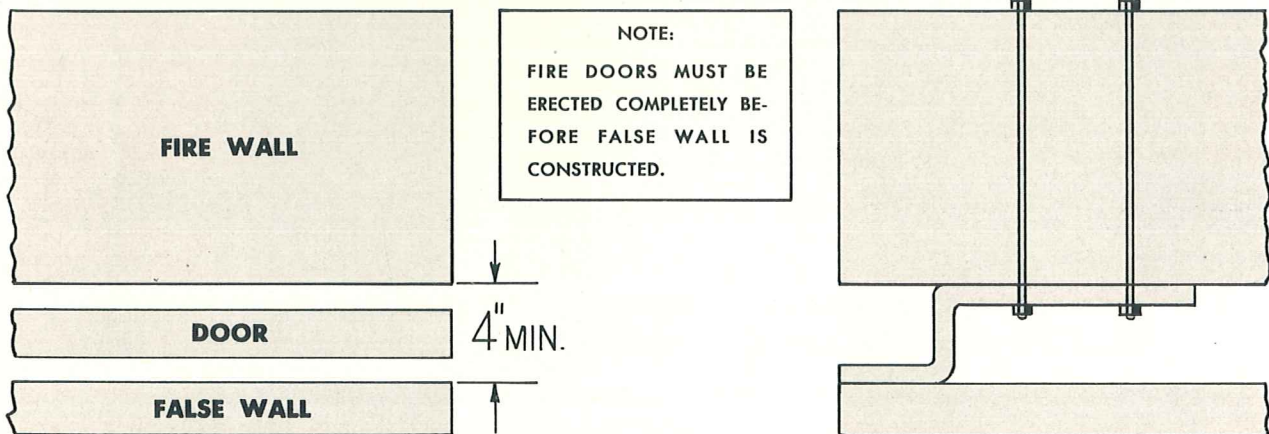 FIRE WALL
NOTE:
FIRE DOORS MUST BE
ERECTED COMPLETELY BE-
FORE FALSE WALL IS
CONSTRUCTED.
DOOR
4" MIN.
FALSE WALL